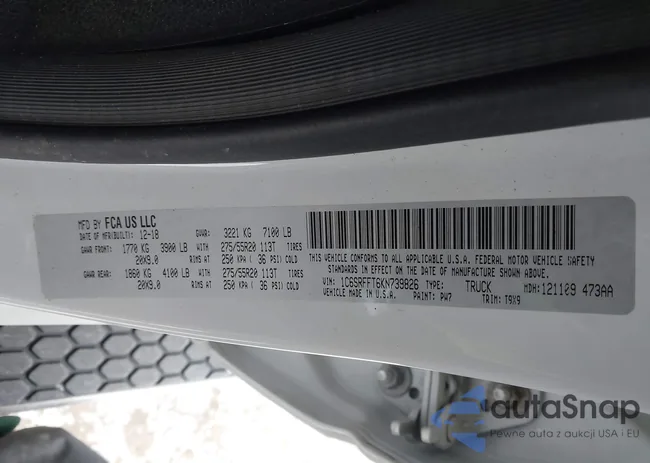 MFD BY FCA US LLC
DATE OF MFR(BUILT): 12-18 GVWR: 3221 KG 7100 LB
GAWR FRONT: 1770 KG 3900 LB WITH 275/55R20 113T TIRES
20X9.0 RIMS AT 250 KPA( 36 PSI) COLD
GAWR REAR: 1860 KG 4100 LB WITH 275/55R20 113T TIRES
20X9.0 RIMS AT 250 KPA( 36 PSI) COLD
THIS VEHICLE CONFORMS TO ALL APPLICABLE U.S.A. FEDERAL MOTOR VEHICLE SAFETY
STANDARDS IN EFFECT ON THE DATE OF MANUFACTURE SHOWN ABOVE.
VIN: 1C6SRFFT6KN739826 TYPE: TRUCK MDH: 121109 473AA
VEHICLE MADE IN U.S.A. PAINT: PW7 TRIM: T9X9
autaSnap
Pewne auta z aukcji USA i EU